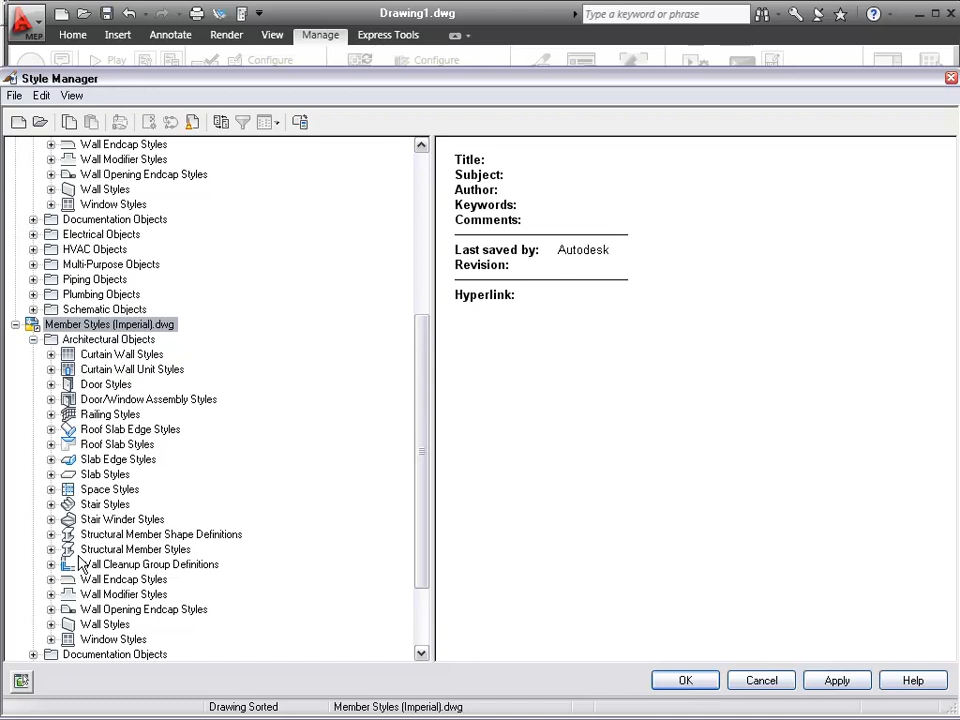 Drawing1.dwg
Type a keyword or phrase
MEP
Home
Insert
Annotate
Render
View
Manage
Express Tools
Play
Configure
Configure
Style Manager
File
Edit
View
Wall Endcap Styles
Wall Modifier Styles
Wall Opening Endcap Styles
Wall Styles
Window Styles
Documentation Objects
Electrical Objects
HVAC Objects
Multi-Purpose Objects
Piping Objects
Plumbing Objects
Schematic Objects
Member Styles (Imperial).dwg
Architectural Objects
Curtain Wall Styles
Curtain Wall Unit Styles
Door Styles
Door/Window Assembly Styles
Railing Styles
Roof Slab Edge Styles
Roof Slab Styles
Slab Edge Styles
Slab Styles
Space Styles
Stair Styles
Stair Winder Styles
Structural Member Shape Definitions
Structural Member Styles
Wall Cleanup Group Definitions
Wall Endcap Styles
Wall Modifier Styles
Wall Opening Endcap Styles
Wall Styles
Window Styles
Documentation Objects
Title:
Subject:
Author:
Keywords:
Comments:
Last saved by: Autodesk
Revision:
Hyperlink:
OK
Cancel
Apply
Help
Drawing Sorted
Member Styles (Imperial).dwg